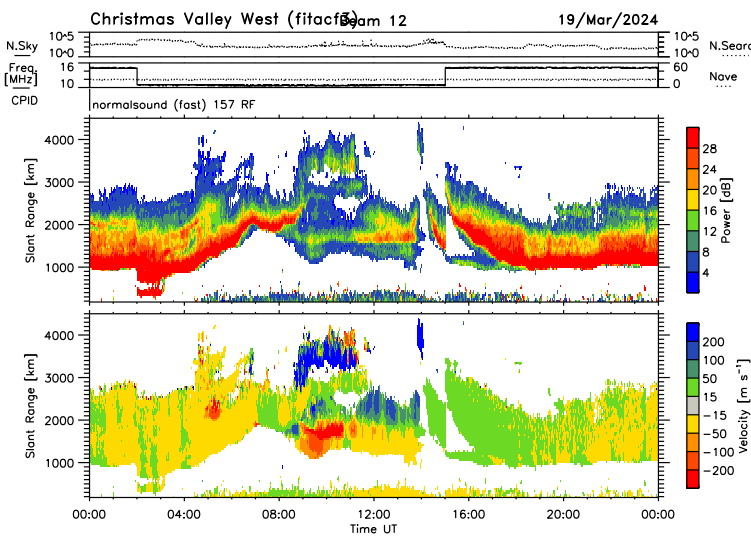 Christmas Valley West (fitacf3) Beam 12 19/Mar/2024
N.Sky 10^5 10^0 10^5 10^0 N.Searc
Freq [MHz] 16 10 60 0 Nave
CPID normalsound (fast) 157 RF
Slant Range [km]
4000
3000
2000
1000
28
24
20
16
12
8
4
Power [dB]
Slant Range [km]
4000
3000
2000
1000
200
100
50
15
-15
-50
-100
-200
Velocity [m s⁻¹]
00:00 04:00 08:00 12:00 16:00 20:00 00:00
Time UT